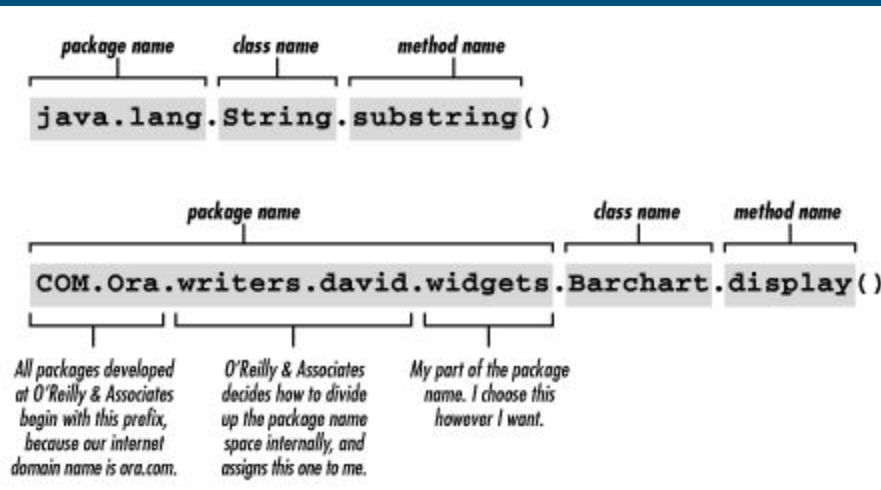 package name class name method name
java.lang.String.substring()
package name class name method name
COM.Ora.writers.david.widgets.Barchart.display()
All packages developed
at O'Reilly & Associates
begin with this prefix,
because our internet
domain name is ora.com.
O'Reilly & Associates
decides how to divide
up the package name
space internally, and
assigns this one to me.
My part of the package
name. I choose this
however I want.